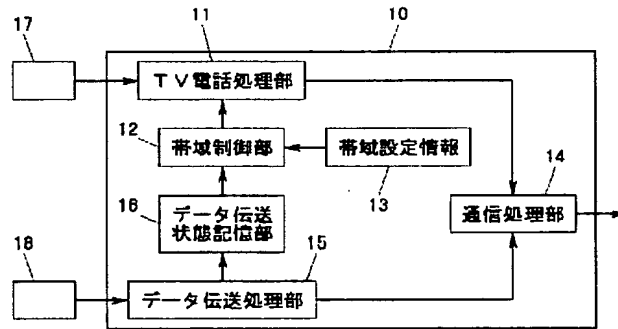 17
11
10
TV電話処理部
12
帯域制御部
帯域設定情報
13
14
通信処理部
16
データ伝送
状態記憶部
18
15
データ伝送処理部